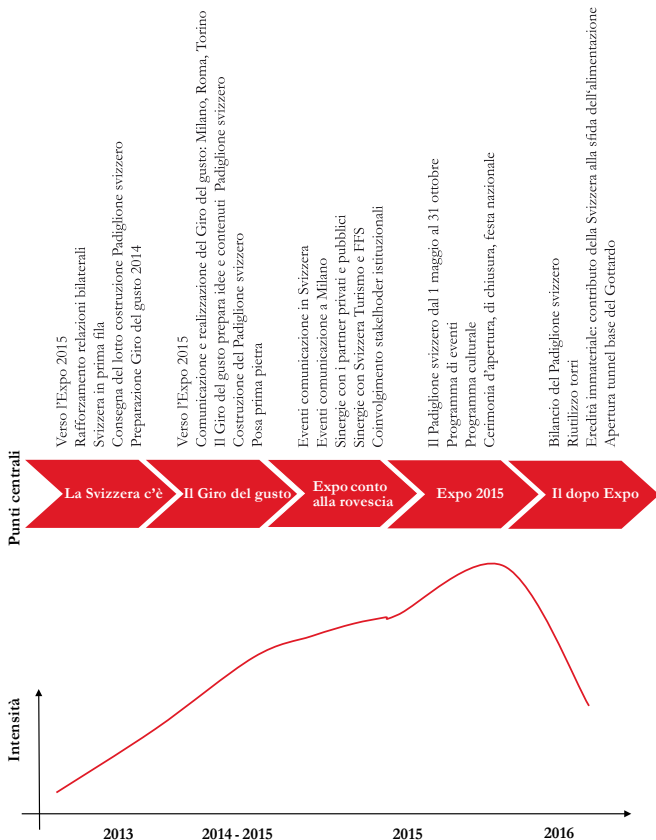 Verso l'Expo 2015
Rafforzamento relazioni bilaterali
Svizzera in prima fila
Consegna del lotto costruzione Padiglione svizzero
Preparazione Giro del gusto 2014
Verso l'Expo 2015
Comunicazione e realizzazione del Giro del gusto: Milano, Roma, Torino
Il Giro del gusto prepara idee e contenuti Padiglione svizzero
Costruzione del Padiglione svizzero
Posa prima pietra
Eventi comunicazione in Svizzera
Eventi comunicazione a Milano
Sinergie con i partner privati e pubblici
Sinergie con Svizzera Turismo e FFS
Coinvolgimento stakelhoder istituzionali
Il Padiglione svizzero dal 1 maggio al 31 ottobre
Programma di eventi
Programma culturale
Cerimonia d'apertura, di chiusura, festa nazionale
Bilancio del Padiglione svizzero
Riutilizzo torri
Eredità immateriale: contributo della Svizzera alla sfida dell'alimentazione
Apertura tunnel base del Gottardo
Punti centrali
La Svizzera c'è
Il Giro del gusto
Expo conto
alla rovescia
Expo 2015
Il dopo Expo
Intensità
2013
2014 - 2015
2015
2016